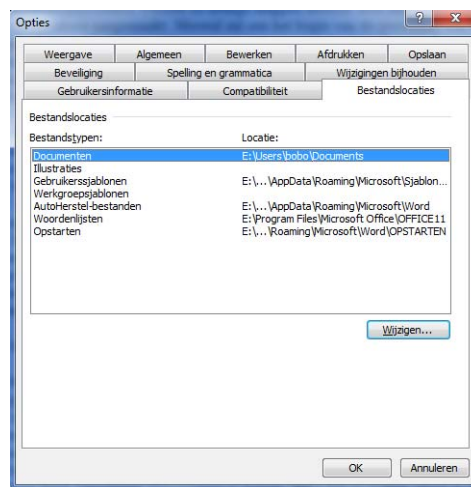 Opties
Weergave Algemeen Bewerken Afdrukken Opslaan
Beveiliging Spelling en grammatica Wijzigingen bijhouden
Gebruikersinformatie Compatibiliteit Bestandslocaties
Bestandslocaties
Bestandstypen: Locatie:
Documenten E:\Users\bobo\Documents
Illustraties
Gebruikerssjablonen E:\...\AppData\Roaming\Microsoft\Sjablon...
Werkgroepsjablonen
AutoHerstel-bestanden E:\...\AppData\Roaming\Microsoft\Word
Woordenlijsten E:\Program Files\Microsoft Office\OFFICE11
Opstarten E:\...\Roaming\Microsoft\Word\OPSTARTEN
Wijzigen...
OK Annuleren